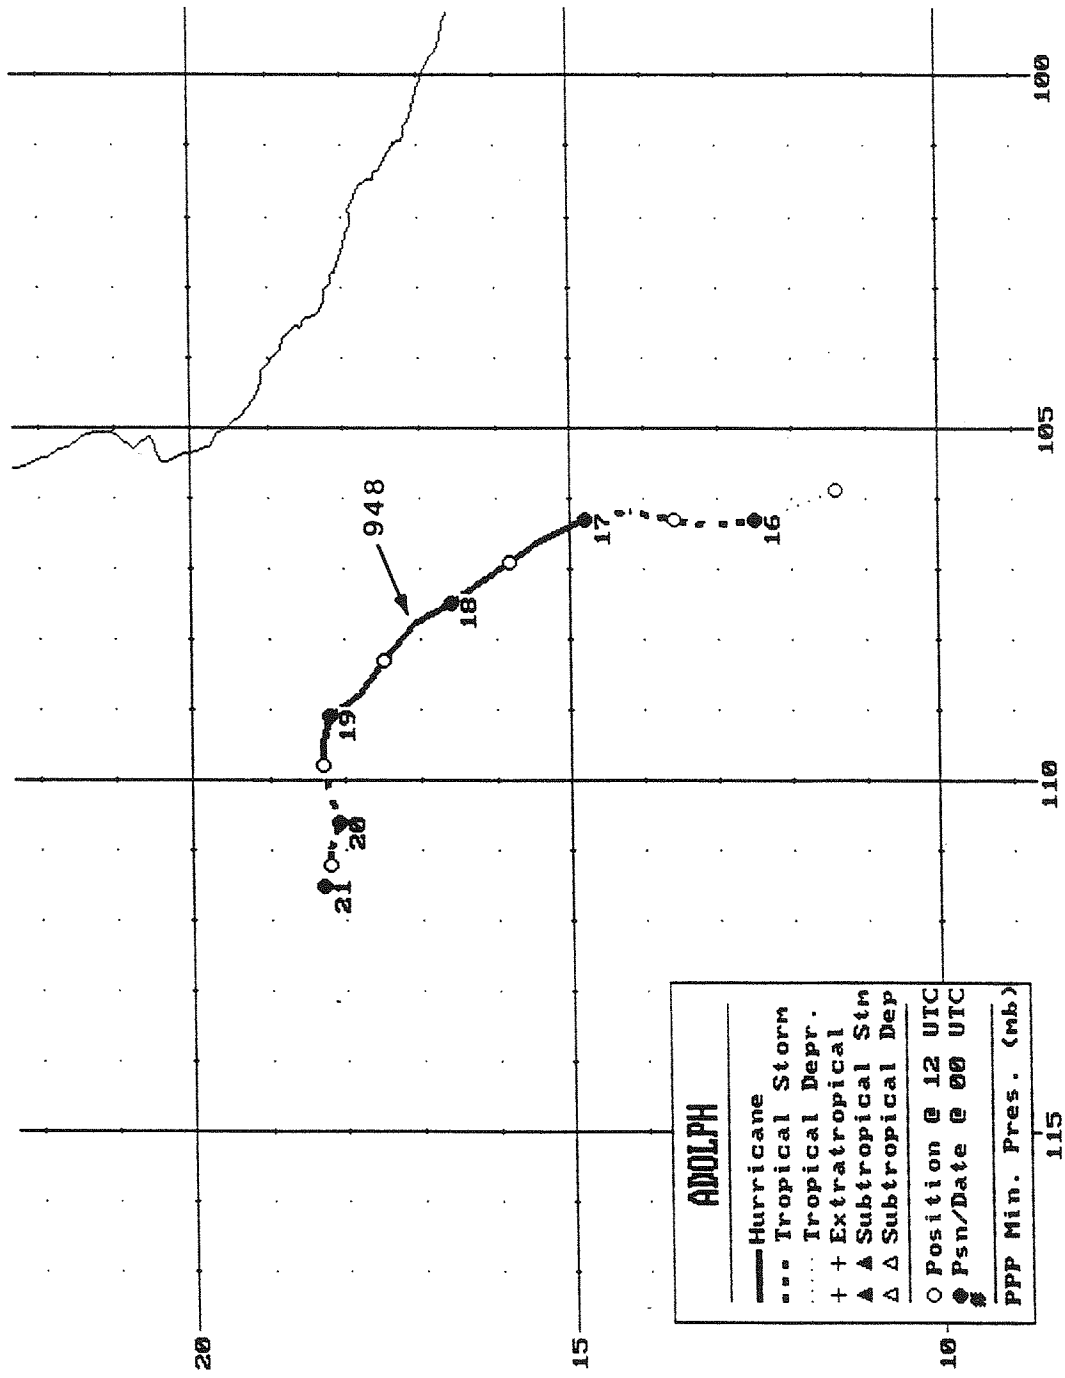 20
15
10
115
110
105
100
21
20
19
18
17
16
948
ADOLPH
Hurricane
Tropical Storm
Tropical Depr.
+ + Extratropical
▲ ▲ Subtropical Stm
△ △ Subtropical Dep
○ Position @ 12 UTC
● Psn/Date @ 00 UTC
#
PPP Min. Pres. (mb)